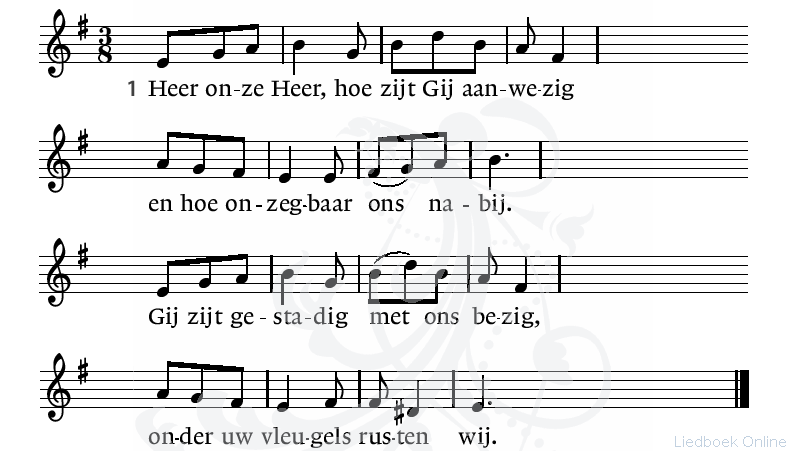 3
8
1 Heer on-ze Heer, hoe zijt Gij aan-we-zig
en hoe on-zeg-baar ons na-bij.
Gij zijt ge-sta-dig met ons be-zig,
on-der uw vleu-gels rus-ten wij.
Liedboek Online